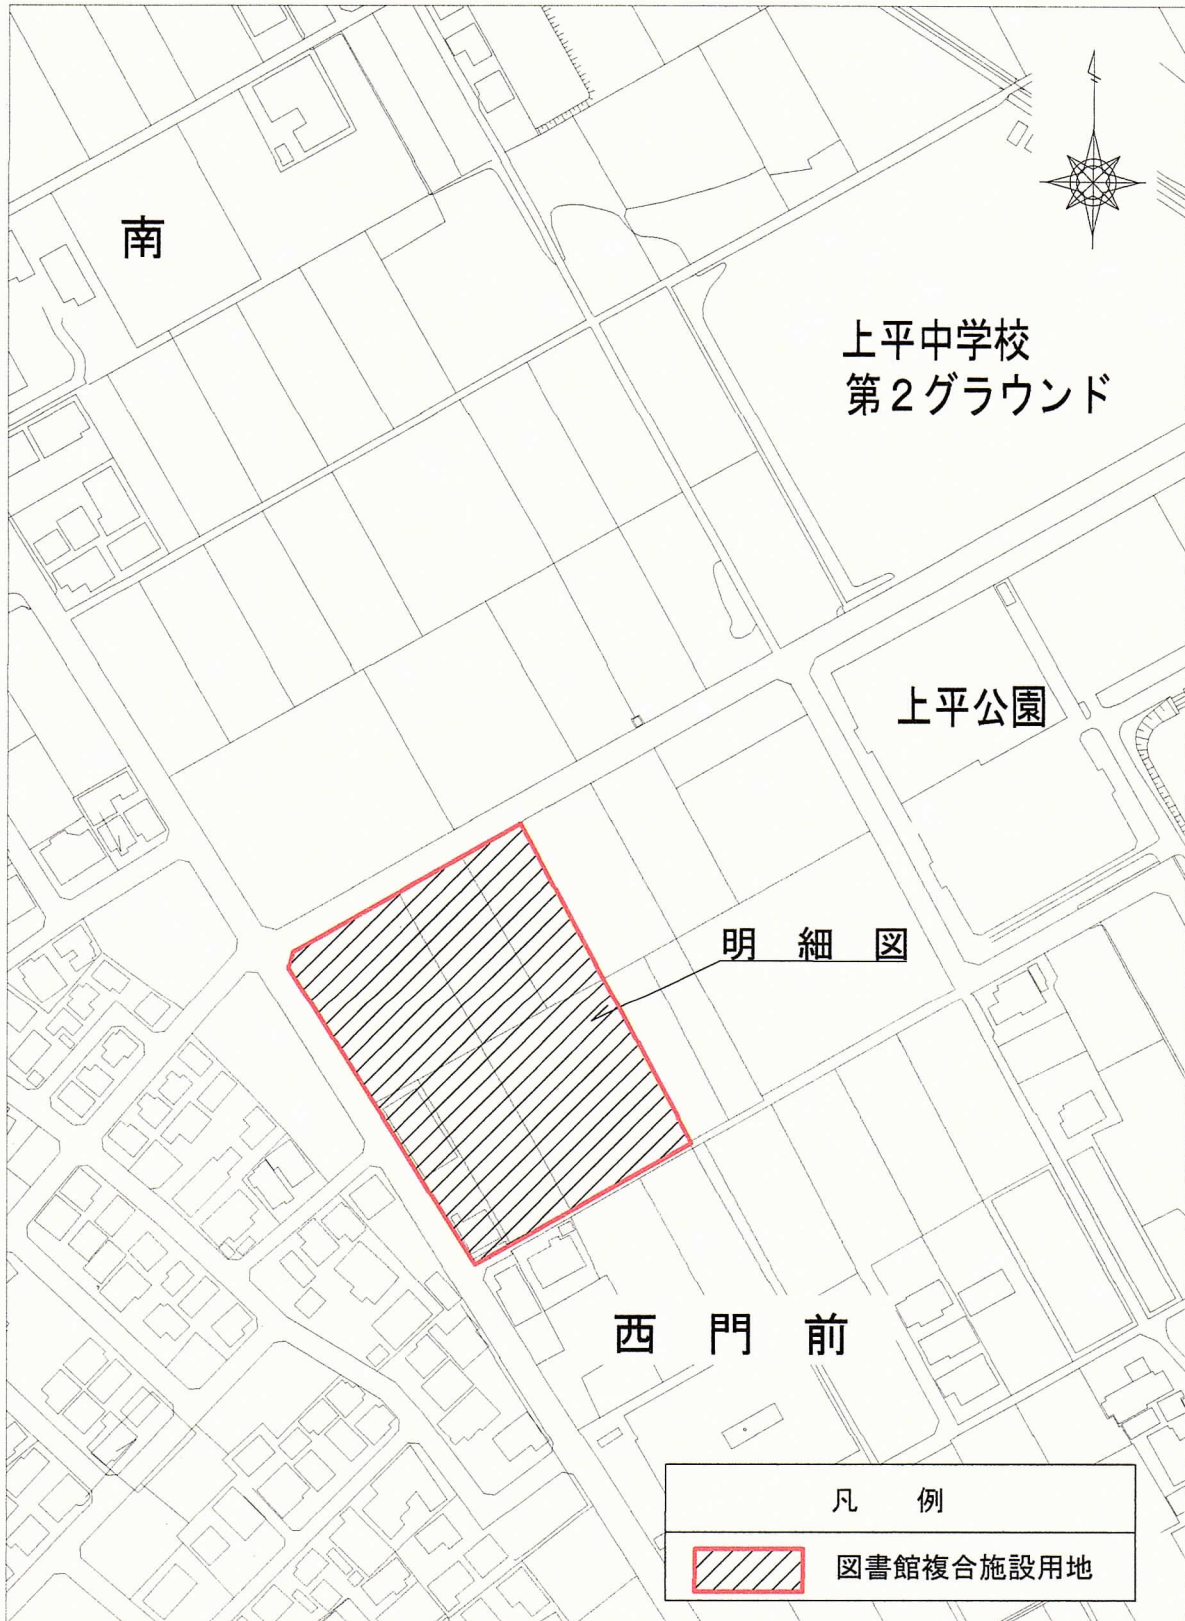 南
上平中学校
第2グラウンド
上平公園
明 細 図
西 門 前
凡 例
図書館複合施設用地